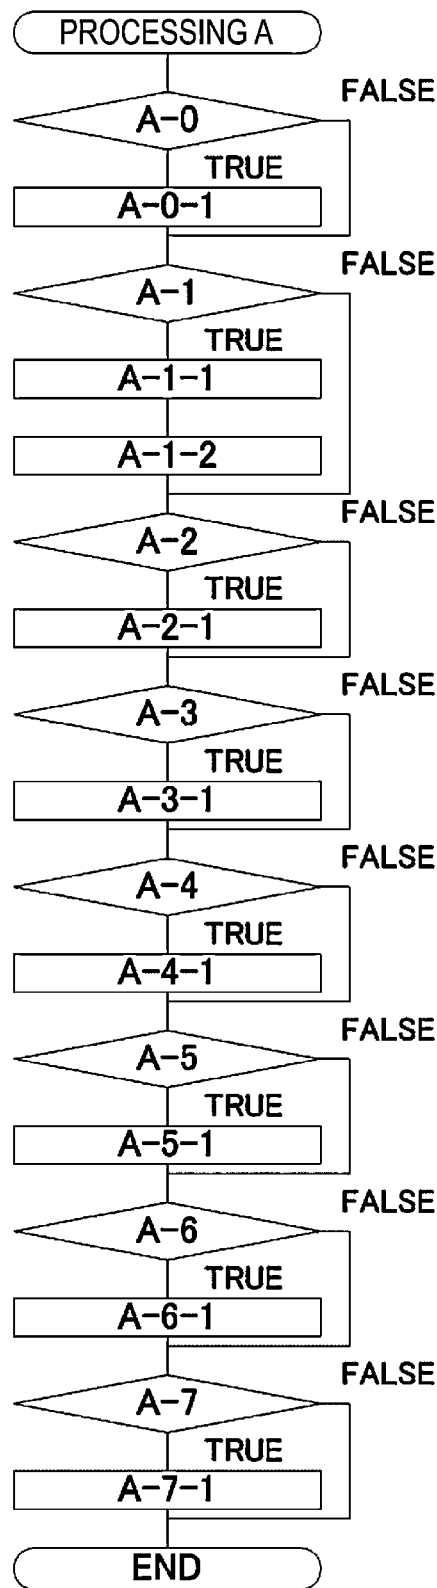 PROCESSING A
FALSE
A-0
TRUE
A-0-1
FALSE
A-1
TRUE
A-1-1
A-1-2
FALSE
A-2
TRUE
A-2-1
FALSE
A-3
TRUE
A-3-1
FALSE
A-4
TRUE
A-4-1
FALSE
A-5
TRUE
A-5-1
FALSE
A-6
TRUE
A-6-1
FALSE
A-7
TRUE
A-7-1
END